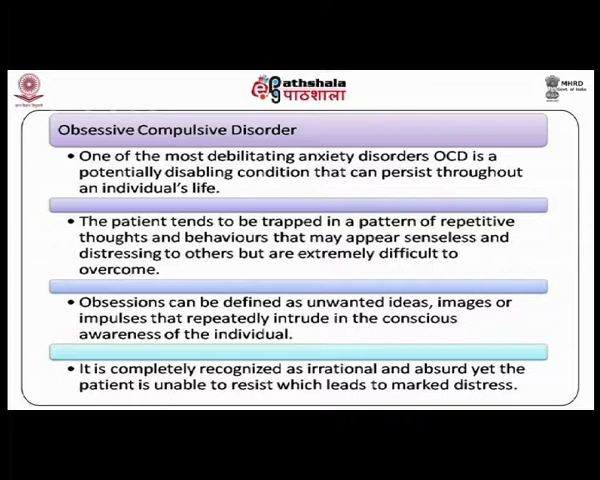 ePathshala
पाठशाला
MHRD
Govt. of India
Obsessive Compulsive Disorder
• One of the most debilitating anxiety disorders OCD is a
potentially disabling condition that can persist throughout
an individual's life.
• The patient tends to be trapped in a pattern of repetitive
thoughts and behaviours that may appear senseless and
distressing to others but are extremely difficult to
overcome.
• Obsessions can be defined as unwanted ideas, images or
impulses that repeatedly intrude in the conscious
awareness of the individual.
• It is completely recognized as irrational and absurd yet the
patient is unable to resist which leads to marked distress.